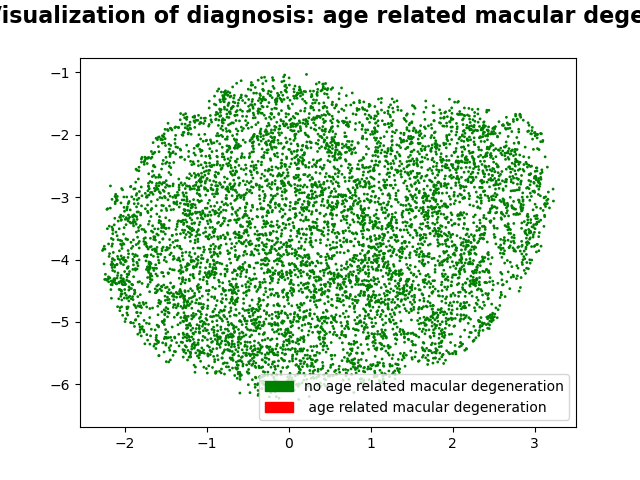 Visualization of diagnosis: age related macular dege
−1
−2
−3
−4
−5
−6
no age related macular degeneration
age related macular degeneration
−2 −1 0 1 2 3